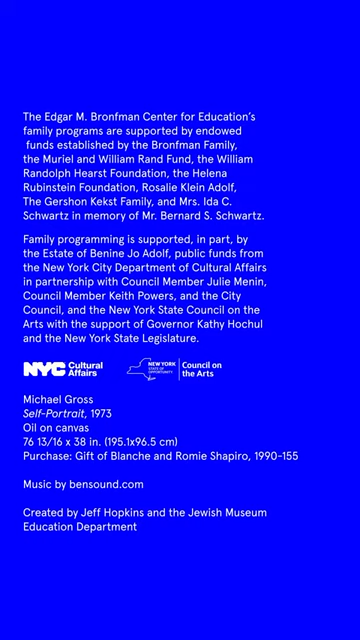 The Edgar M. Bronfman Center for Education's
family programs are supported by endowed
funds established by the Bronfman Family,
the Muriel and William Rand Fund, the William
Randolph Hearst Foundation, the Helena
Rubinstein Foundation, Rosalie Klein Adolf,
The Gershon Kekst Family, and Mrs. Ida C.
Schwartz in memory of Mr. Bernard S. Schwartz.
Family programming is supported, in part, by
the Estate of Benine Jo Adolf, public funds from
the New York City Department of Cultural Affairs
in partnership with Council Member Julie Menin,
Council Member Keith Powers, and the City
Council, and the New York State Council on the
Arts with the support of Governor Kathy Hochul
and the New York State Legislature.
NYC Cultural Affairs
NEW YORK STATE OF OPPORTUNITY Council on the Arts
Michael Gross
Self-Portrait, 1973
Oil on canvas
76 13/16 x 38 in. (195.1x96.5 cm)
Purchase: Gift of Blanche and Romie Shapiro, 1990-155
Music by bensound.com
Created by Jeff Hopkins and the Jewish Museum
Education Department